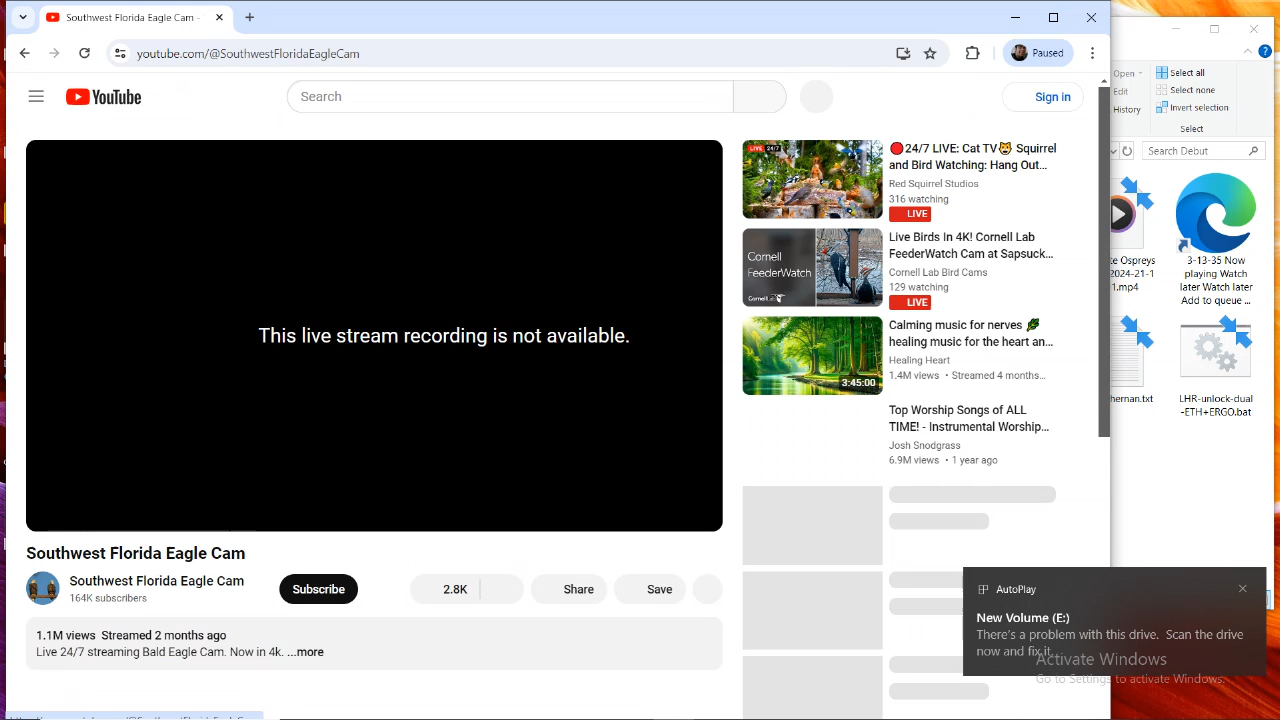 Southwest Florida Eagle Cam -
youtube.com/@SouthwestFloridaEagleCam
Paused
YouTube
Search
Sign in
This live stream recording is not available.
Southwest Florida Eagle Cam
Southwest Florida Eagle Cam
164K subscribers
Subscribe
2.8K
Share
Save
1.1M views Streamed 2 months ago
Live 24/7 streaming Bald Eagle Cam. Now in 4k. ...more
LIVE 24/7
24/7 LIVE: Cat TV Squirrel
and Bird Watching: Hang Out...
Red Squirrel Studios
316 watching
LIVE
Cornell
FeederWatch
CornellLab
Live Birds In 4K! Cornell Lab
FeederWatch Cam at Sapsuck...
Cornell Lab Bird Cams
129 watching
LIVE
3:45:00
Calming music for nerves
healing music for the heart an...
Healing Heart
1.4M views • Streamed 4 months...
Top Worship Songs of ALL
TIME! - Instrumental Worship...
Josh Snodgrass
6.9M views • 1 year ago
Open
Edit
History
Select all
Select none
Invert selection
Select
Search Debut
ke Ospreys
2024-21-1
1.mp4
3-13-35 Now
playing Watch
later Watch later
Add to queue ...
hernan.txt
LHR-unlock-dual
-ETH+ERGO.bat
AutoPlay
New Volume (E:)
There's a problem with this drive. Scan the drive
now and fix it.
Activate Windows
Go to Settings to activate Windows.